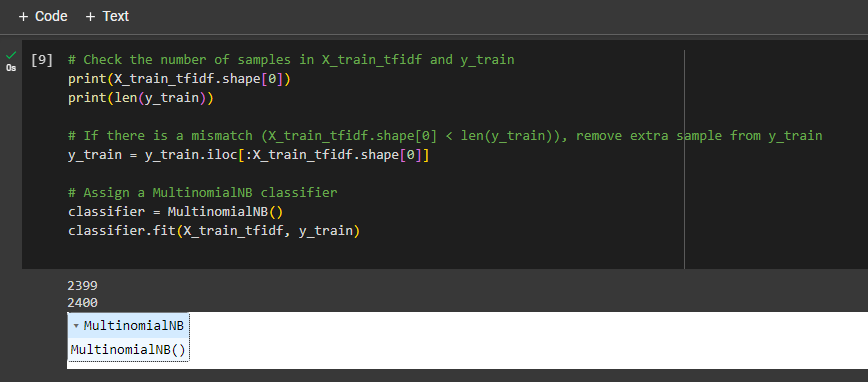 + Code + Text
[9] # Check the number of samples in X_train_tfidf and y_train
0s print(X_train_tfidf.shape[0])
print(len(y_train))
# If there is a mismatch (X_train_tfidf.shape[0] < len(y_train)), remove extra sample from y_train
y_train = y_train.iloc[:X_train_tfidf.shape[0]]
# Assign a MultinomialNB classifier
classifier = MultinomialNB()
classifier.fit(X_train_tfidf, y_train)
2399
2400
▾ MultinomialNB
MultinomialNB()